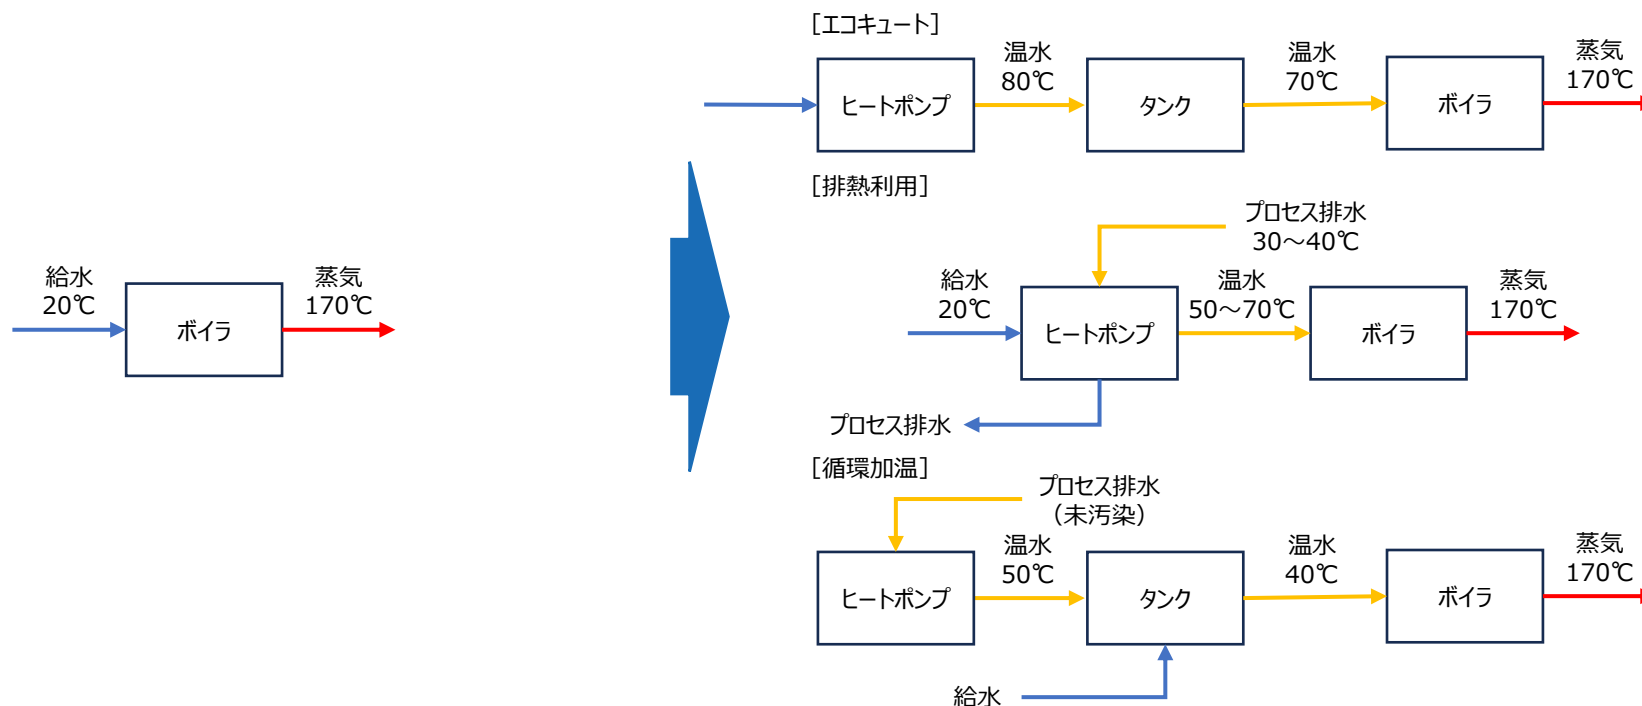 給水
20℃
ボイラ
蒸気
170℃
[エコキュート]
ヒートポンプ
温水
80℃
タンク
温水
70℃
ボイラ
蒸気
170℃
[排熱利用]
プロセス排水
30～40℃
給水
20℃
ヒートポンプ
温水
50～70℃
ボイラ
蒸気
170℃
プロセス排水
[循環加温]
プロセス排水
（未汚染）
ヒートポンプ
温水
50℃
タンク
温水
40℃
ボイラ
蒸気
170℃
給水